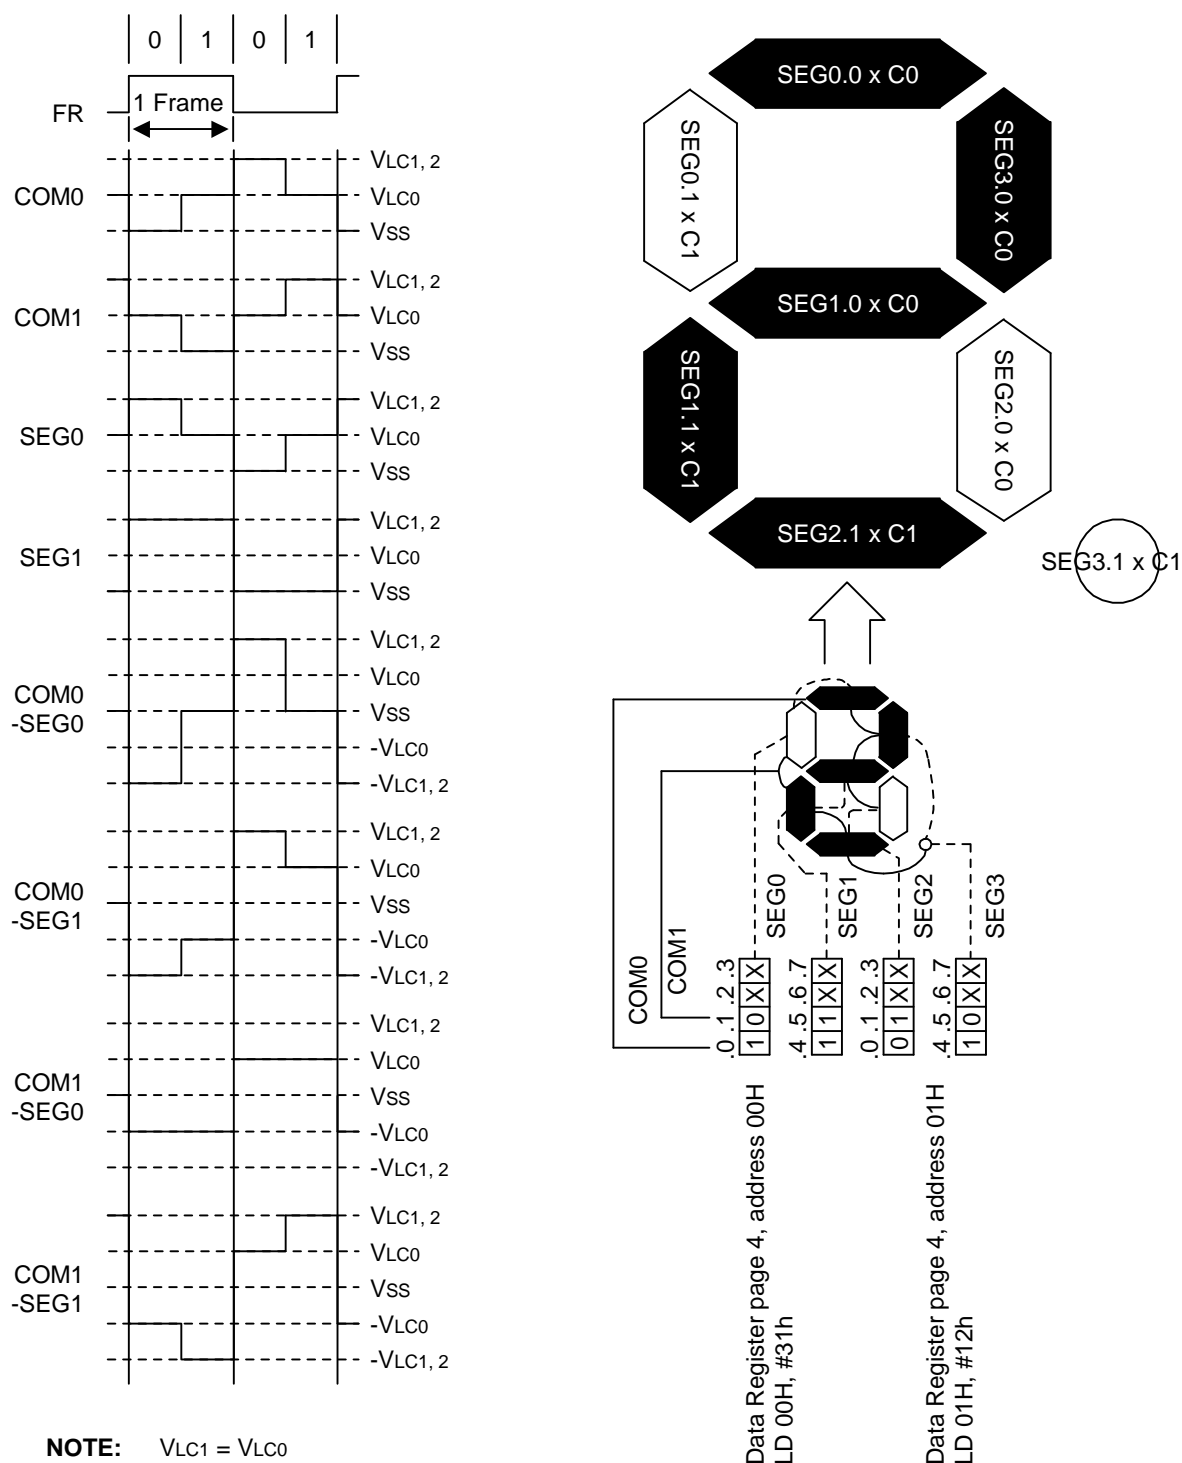 0 1 0 1
FR
1 Frame
COM0
VLC1, 2
VLC0
VSS
COM1
VLC1, 2
VLC0
VSS
SEG0
VLC1, 2
VLC0
VSS
SEG1
VLC1, 2
VLC0
VSS
COM0
-SEG0
VLC1, 2
VLC0
VSS
-VLC0
-VLC1, 2
COM0
-SEG1
VLC1, 2
VLC0
VSS
-VLC0
-VLC1, 2
COM1
-SEG0
VLC1, 2
VLC0
VSS
-VLC0
-VLC1, 2
COM1
-SEG1
VLC1, 2
VLC0
VSS
-VLC0
-VLC1, 2
NOTE: VLC1 = VLC0
SEG0.0 x C0
SEG0.1 x C1
SEG3.0 x C0
SEG1.0 x C0
SEG1.1 x C1
SEG2.0 x C0
SEG2.1 x C1
SEG3.1 x C1
COM0
COM1
SEG0
SEG1
SEG2
SEG3
.0 .1 .2 .3
1 0 X X
.4 .5 .6 .7
1 1 X X
.0 .1 .2 .3
0 1 X X
.4 .5 .6 .7
1 0 X X
Data Register page 4, address 00H
LD 00H, #31h
Data Register page 4, address 01H
LD 01H, #12h